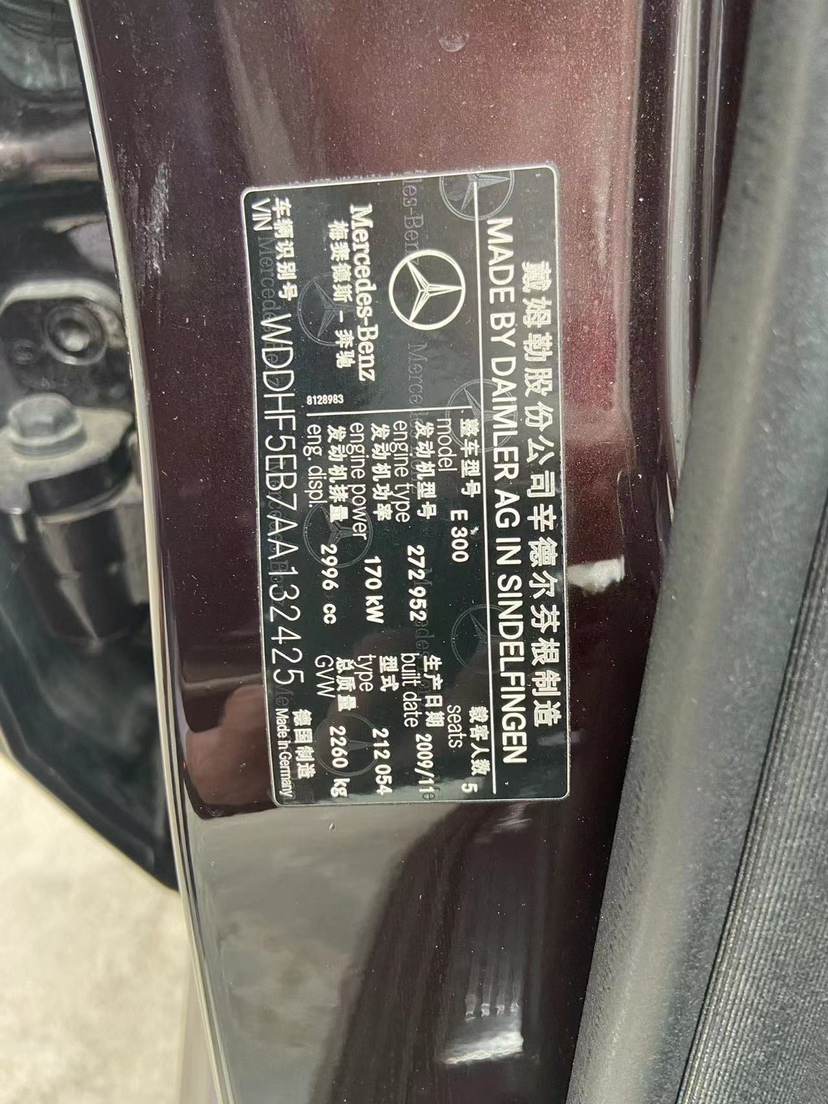 戴姆勒股份公司辛德尔芬根制造
MADE BY DAIMLER AG IN SINDELFINGEN
Mercedes-Benz
梅赛德斯－奔驰
8128983
整车型号 E 300
model
载客人数 5
seats
发动机型号 272 952
engine type
生产日期 2009/11
built date
发动机功率 170 kW
engine power
型式 212 054
type
发动机排量 2996 cc
eng. displ.
总质量 2260 kg
GVW
车辆识别号 WDDHF5EB7AA132425
VIN
德国制造
Made In Germany